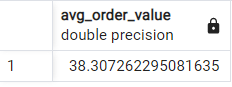 avg_order_value
double precision
1
38.307262295081635